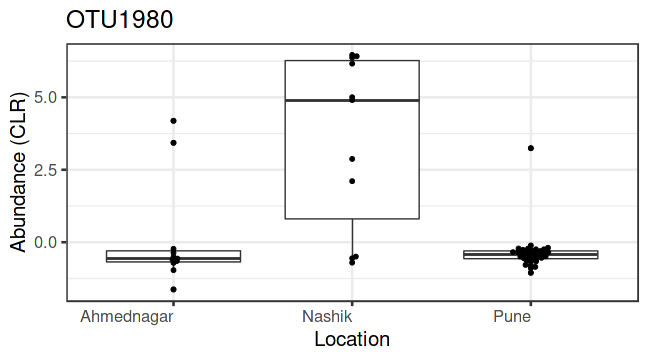 OTU1980
Abundance (CLR)
5.0
2.5
0.0
Ahmednagar
Nashik
Pune
Location